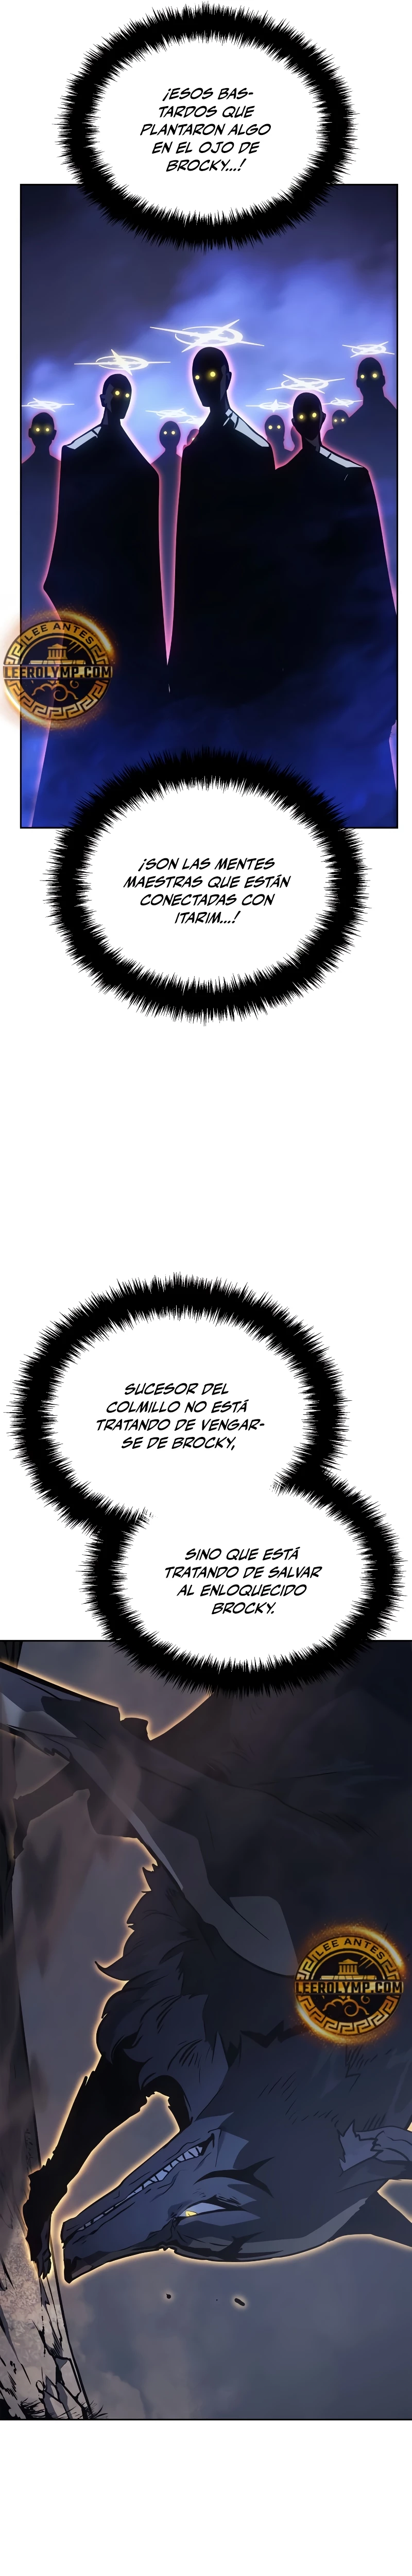 ¡ESOS BAS-
TARDOS QUE
PLANTARON ALGO
EN EL OJO DE
BROCKY...!
LEE ANTES
LEEROLYMP.COM
¡SON LAS MENTES
MAESTRAS QUE ESTÁN
CONECTADAS CON
ITARIM...!
SUCESOR DEL
COLMILLO NO ESTÁ
TRATANDO DE VENGAR-
SE DE BROCKY,
SINO QUE ESTÁ
TRATANDO DE SALVAR
AL ENLOQUECIDO
BROCKY.
LEE ANTES
LEEROLYMP.COM